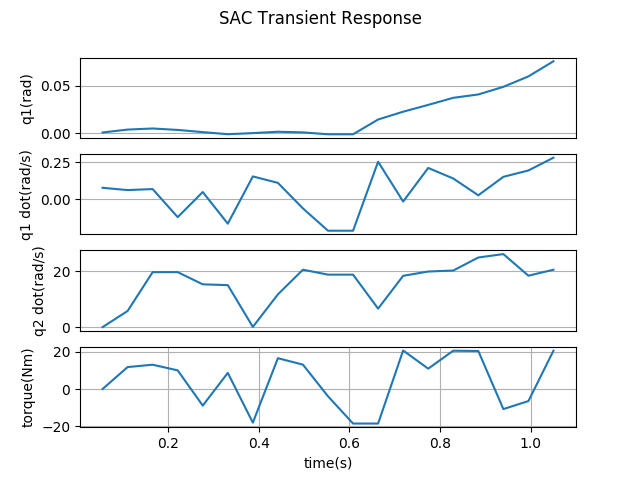 SAC Transient Response
q1(rad)
0.05
0.00
q1 dot(rad/s)
0.25
0.00
q2 dot(rad/s)
20
0
torque(Nm)
20
0
−20
0.2 0.4 0.6 0.8 1.0
time(s)